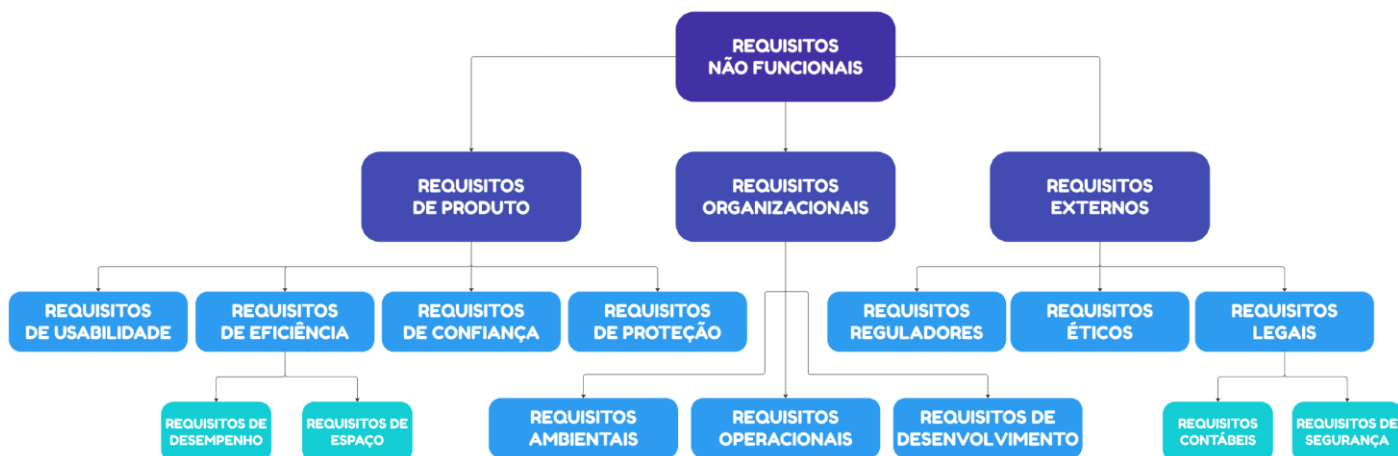 REQUISITOS
NÃO FUNCIONAIS
REQUISITOS
DE PRODUTO
REQUISITOS
ORGANIZACIONAIS
REQUISITOS
EXTERNOS
REQUISITOS
DE USABILIDADE
REQUISITOS
DE EFICIÊNCIA
REQUISITOS
DE CONFIANÇA
REQUISITOS
DE PROTEÇÃO
REQUISITOS
REGULADORES
REQUISITOS
ÉTICOS
REQUISITOS
LEGAIS
REQUISITOS DE
DESEMPENHO
REQUISITOS DE
ESPAÇO
REQUISITOS
AMBIENTAIS
REQUISITOS
OPERACIONAIS
REQUISITOS DE
DESENVOLVIMENTO
REQUISITOS
CONTÁBEIS
REQUISITOS DE
SEGURANÇA